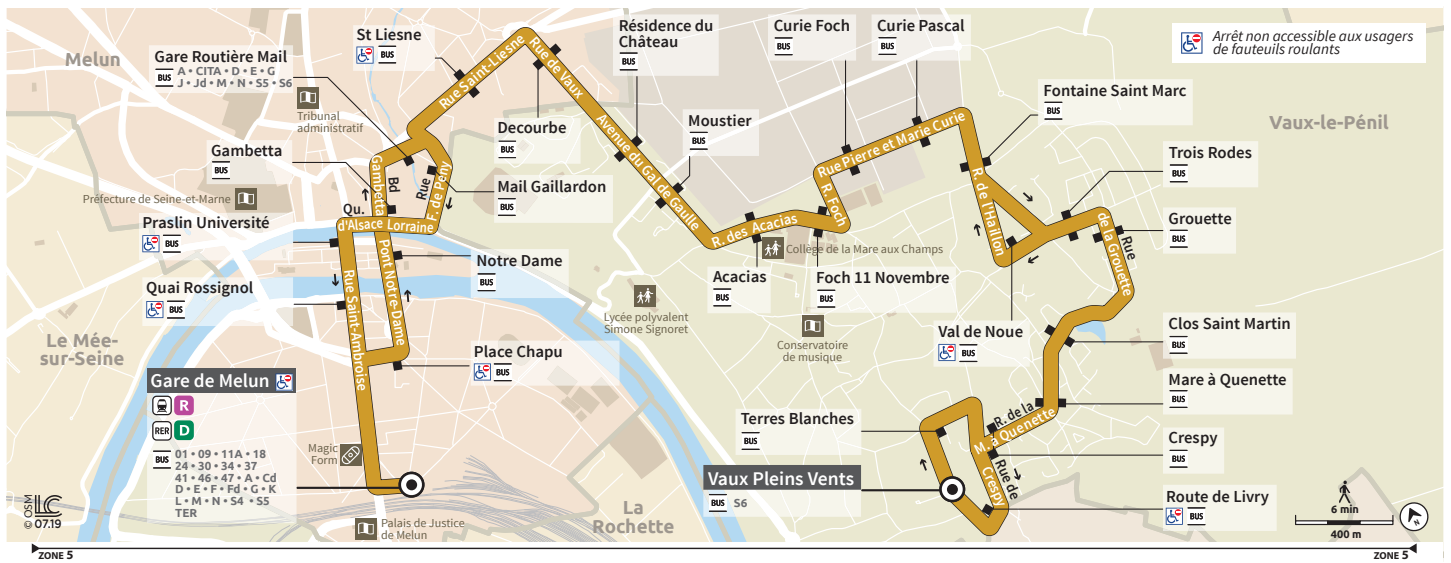 Melun
Gare Routière Mail
BUS A • CITA • D • E • G
J • Jd • M • N • S5 • S6
Tribunal
administratif
St Liesne
BUS
Gambetta
BUS
Préfecture de Seine-et-Marne
Praslin Université
BUS
Quai Rossignol
BUS
Le Mée-
sur-Seine
Gare de Melun
R
RER D
BUS 01 • 09 • 11A • 18
24 • 30 • 34 • 37
41 • 46 • 47 • A • Cd
D • E • F • Fd • G • K
L • M • N • S4 • S5
TER
© OSM
LC
07.19
Magic
Form
Palais de Justice
de Melun
Rue Saint-Liesne
Rue de Vaux
Avenue du Gal de Gaulle
Gambetta
Bd
Rue
F. de Pény
Qu.
d'Alsace Lorraine
Pont Notre-Dame
Rue Saint-Ambroise
Decourbe
BUS
Mail Gaillardon
BUS
Notre Dame
BUS
Place Chapu
BUS
Résidence du
Château
BUS
Moustier
BUS
Lycée polyvalent
Simone Signoret
La
Rochette
R. des Acacias
Acacias
BUS
Collège de la Mare aux Champs
Foch 11 Novembre
BUS
Conservatoire
de musique
Curie Foch
BUS
Curie Pascal
BUS
R. Foch
Rue Pierre et Marie Curie
R. de l'Hallon
Val de Noue
BUS
Arrêt non accessible aux usagers
de fauteuils roulants
Fontaine Saint Marc
BUS
Vaux-le-Pénil
Trois Rodes
BUS
Grouette
BUS
Rue
de la Grouette
Clos Saint Martin
BUS
Mare à Quenette
BUS
R. de la
M. à Quenette
Crespy
BUS
Rue de
Crespy
Route de Livry
BUS
Terres Blanches
BUS
Vaux Pleins Vents
BUS S6
6 min
400 m
N
ZONE 5
ZONE 5